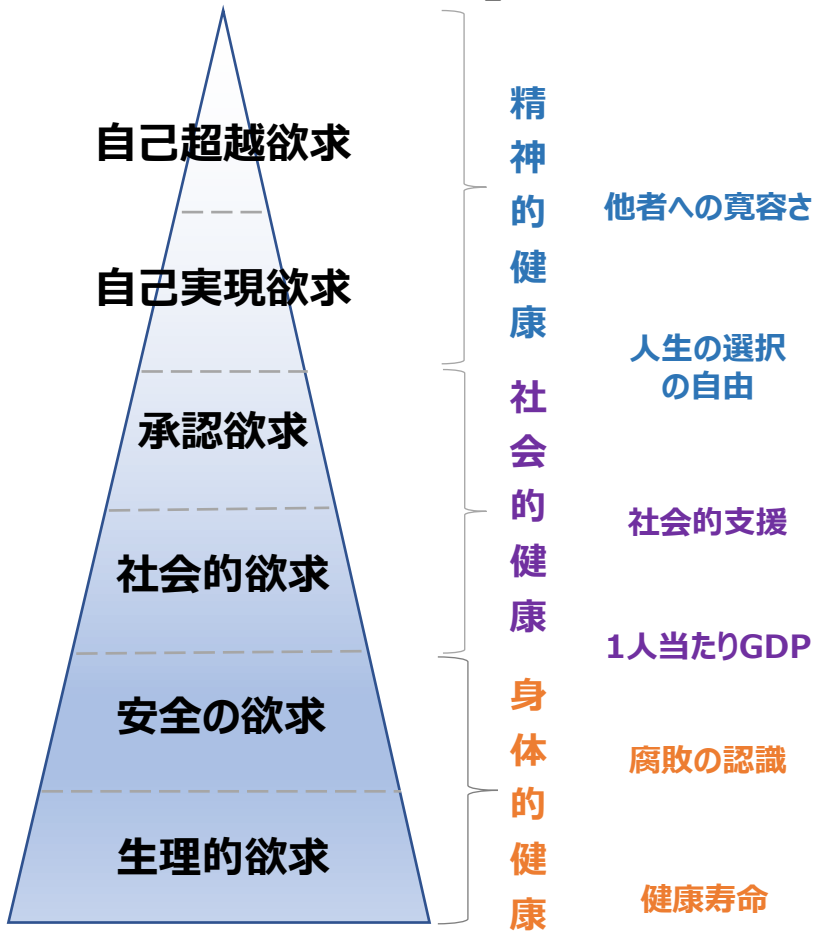 自己超越欲求
自己実現欲求
承認欲求
社会的欲求
安全の欲求
生理的欲求
精神的健康
社会的健康
身体的健康
他者への寛容さ
人生の選択
の自由
社会的支援
1人当たりGDP
腐敗の認識
健康寿命